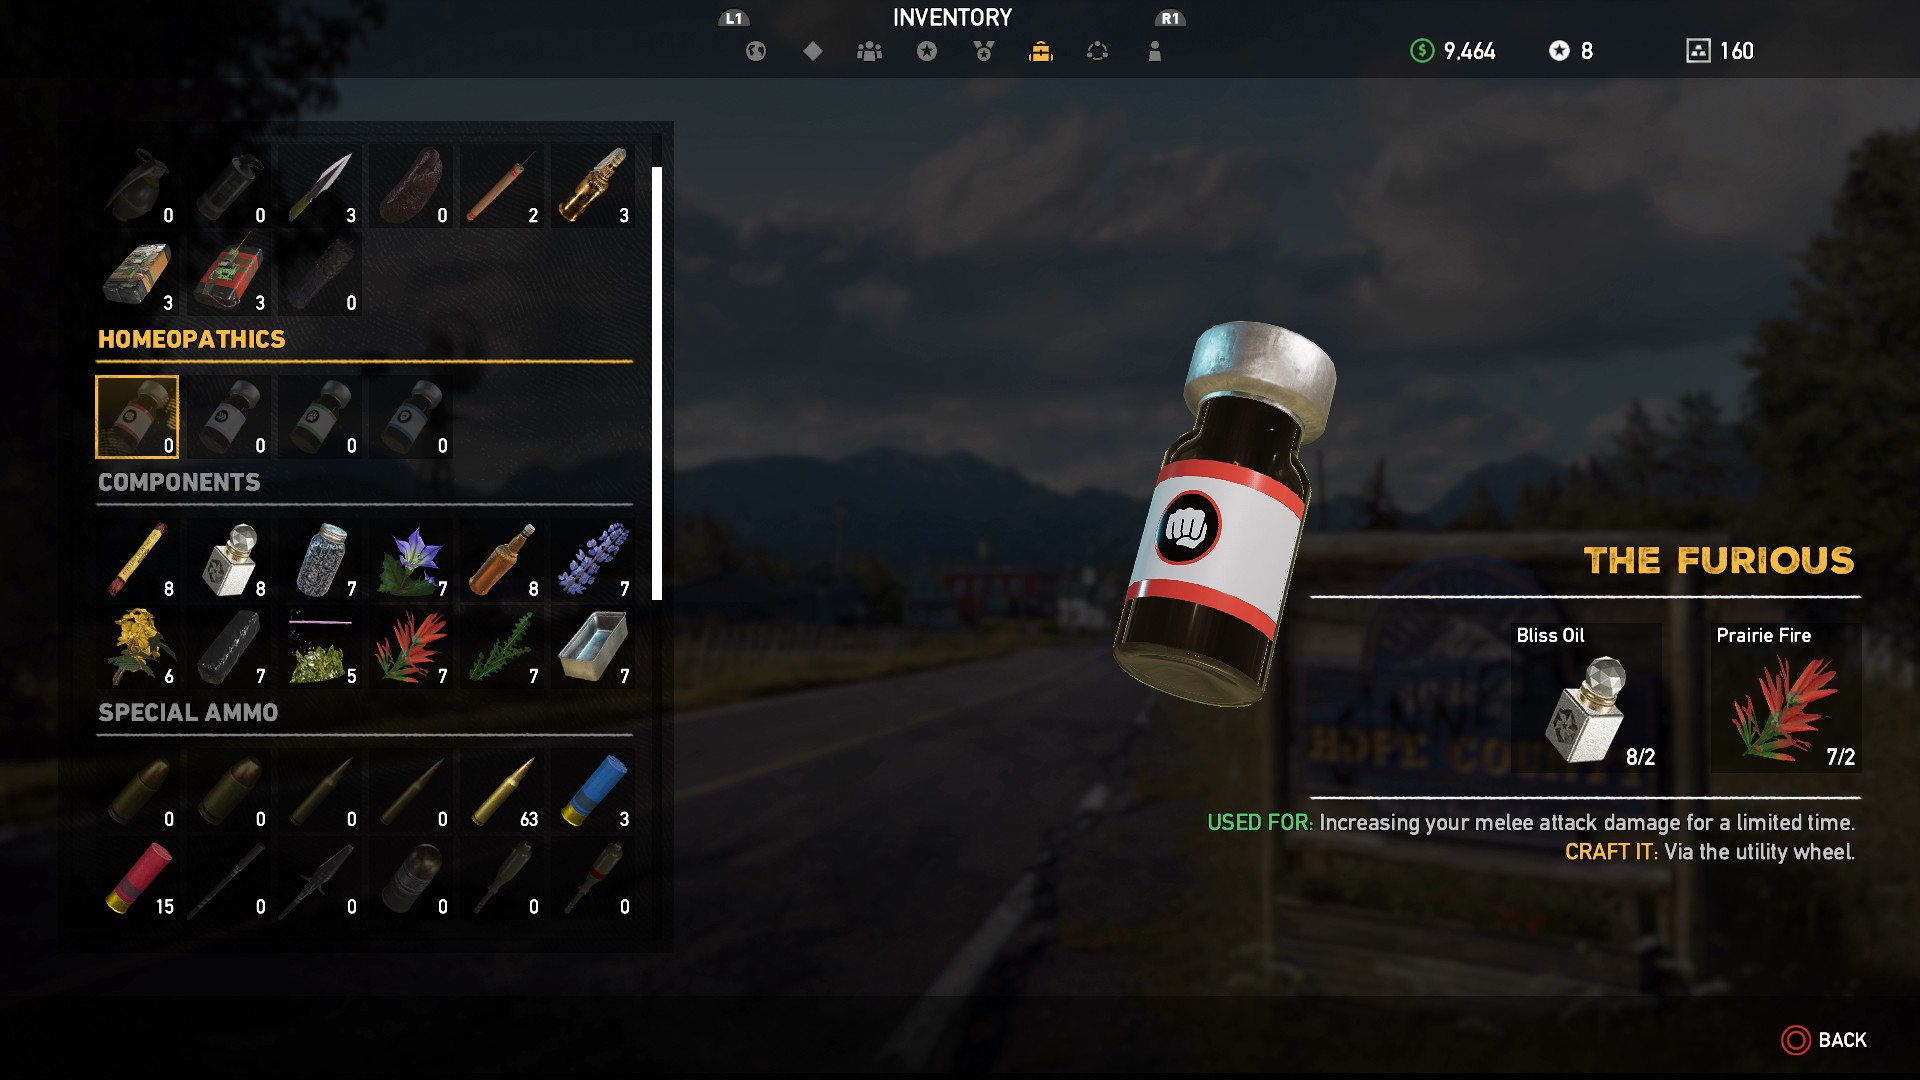 L1 INVENTORY R1
9,464 8 160
0 0 3 0 2 3
3 3 0
HOMEOPATHICS
0 0 0 0
COMPONENTS
8 8 7 7 8 7
6 7 5 7 7 7
SPECIAL AMMO
0 0 0 0 63 3
15 0 0 0 0 0
THE FURIOUS
Bliss Oil Prairie Fire
8/2 7/2
HOPE COUNTY
USED FOR: Increasing your melee attack damage for a limited time.
CRAFT IT: Via the utility wheel.
BACK